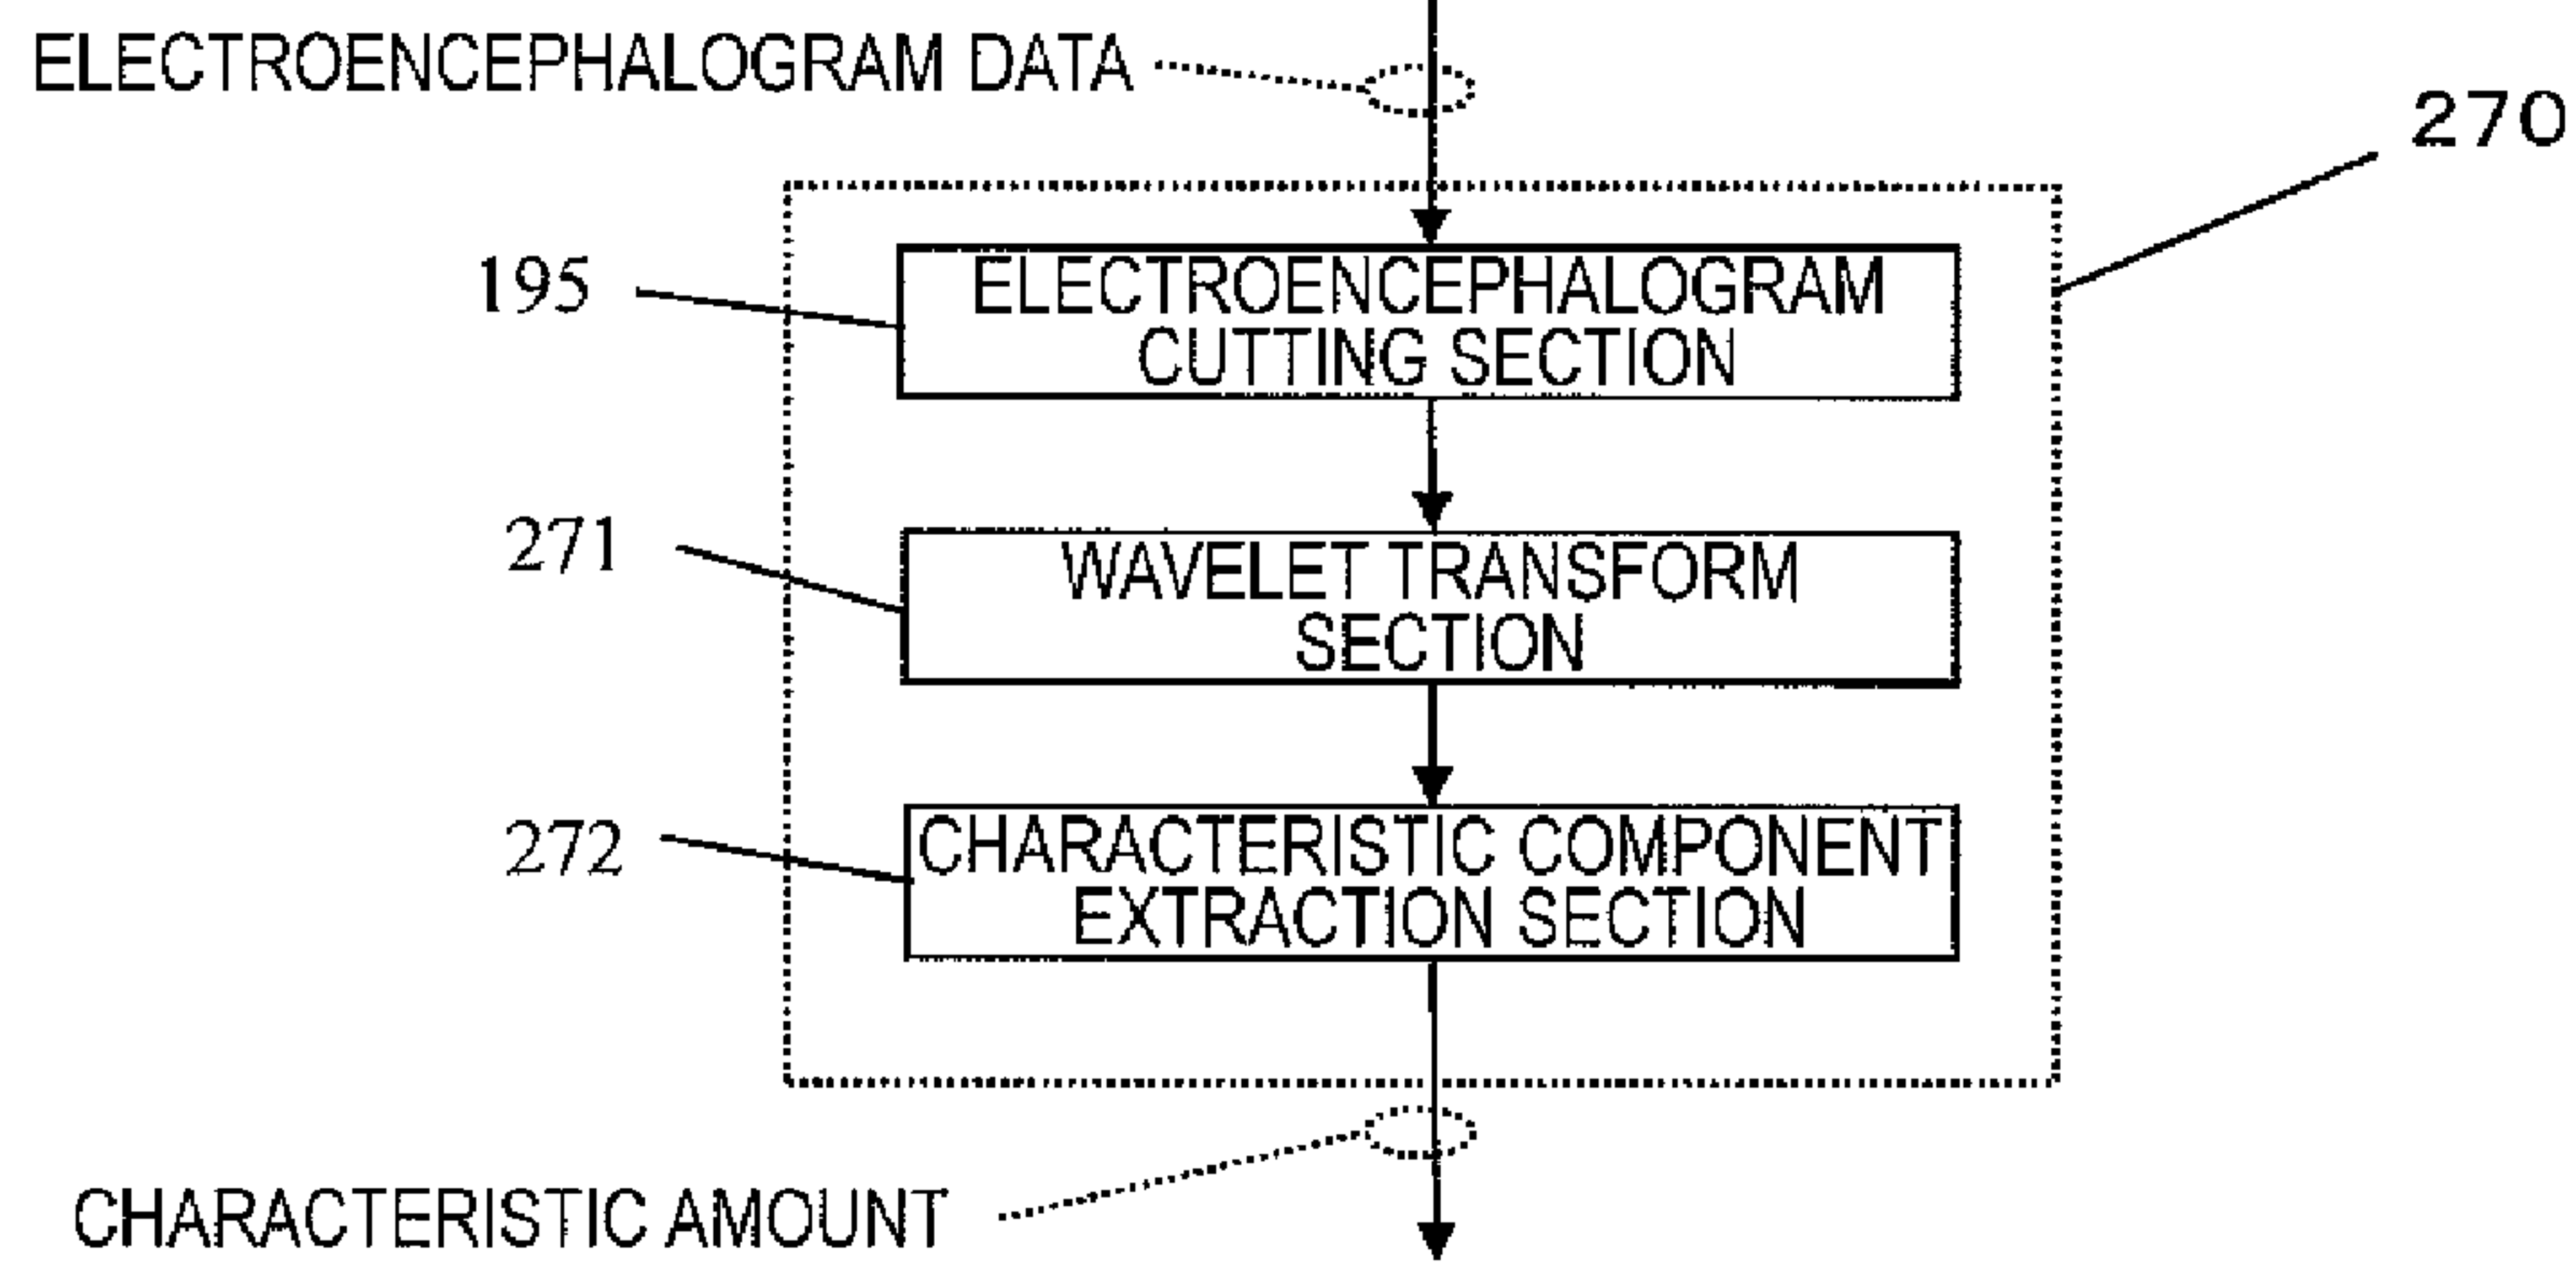 ELECTROENCEPHALOGRAM DATA
270
195
ELECTROENCEPHALOGRAM
CUTTING SECTION
271
WAVELET TRANSFORM
SECTION
272
CHARACTERISTIC COMPONENT
EXTRACTION SECTION
CHARACTERISTIC AMOUNT